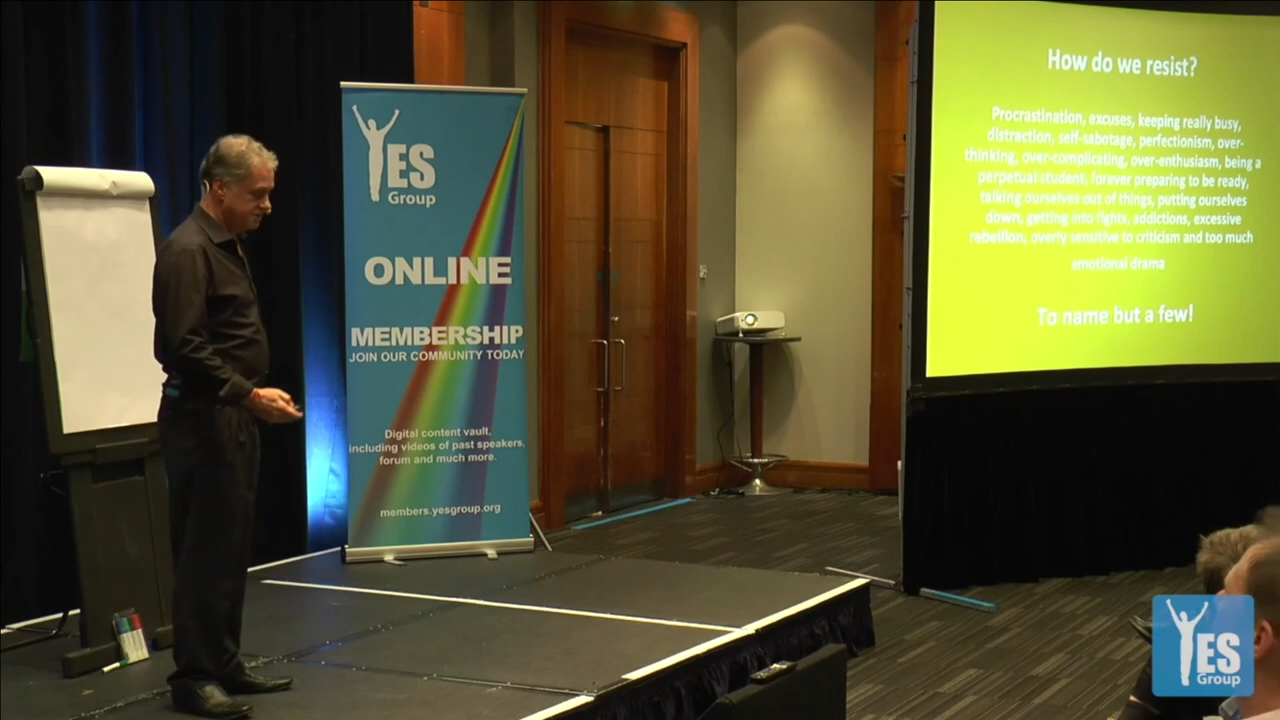 YES
Group
ONLINE
MEMBERSHIP
JOIN OUR COMMUNITY TODAY
Digital content vault,
including videos of past speakers,
forum and much more.
members.yesgroup.org
How do we resist?
Procrastination, excuses, keeping really busy,
distraction, self-sabotage, perfectionism, over-
thinking, over-complicating, over-enthusiasm, being a
perpetual student, forever preparing to be ready,
talking ourselves out of things, putting ourselves
down, getting into fights, addictions, excessive
rebellion, overly sensitive to criticism and too much
emotional drama
To name but a few!
YES
Group